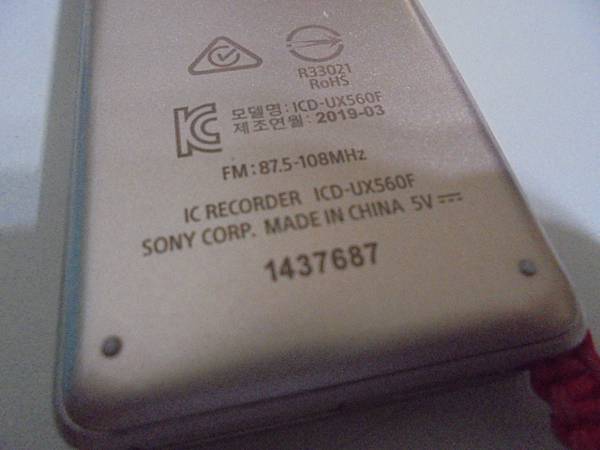 R33021
RoHS
모델명: ICD-UX560F
제조연월: 2019-03
FM: 87.5-108MHz
IC RECORDER ICD-UX560F
SONY CORP. MADE IN CHINA 5V
1437687